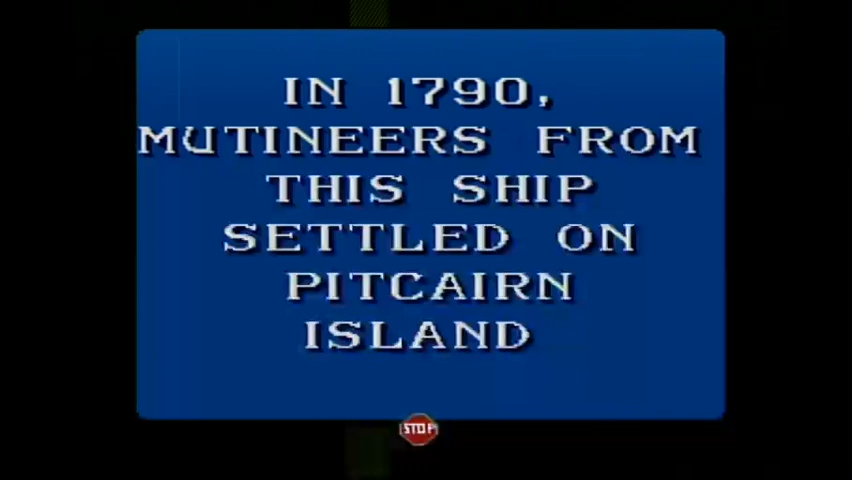 IN 1790,
MUTINEERS FROM
THIS SHIP
SETTLED ON
PITCAIRN
ISLAND
STOP